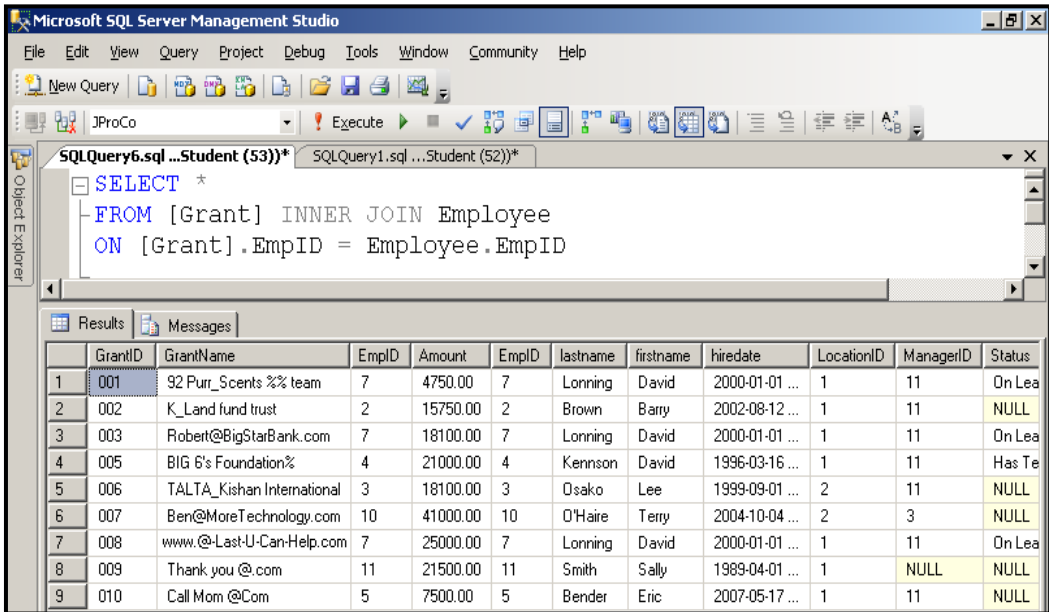 Microsoft SQL Server Management Studio
File Edit View Query Project Debug Tools Window Community Help
New Query
JProCo Execute
SQLQuery6.sql ...Student (53))* SQLQuery1.sql ...Student (52))*
Object Explorer
SELECT *
FROM [Grant] INNER JOIN Employee
ON [Grant].EmpID = Employee.EmpID
Results Messages
GrantID GrantName EmpID Amount EmpID lastname firstname hiredate LocationID ManagerID Status
1 001 92 Purr_Scents %% team 7 4750.00 7 Lonning David 2000-01-01 ... 1 11 On Lea
2 002 K_Land fund trust 2 15750.00 2 Brown Barry 2002-08-12 ... 1 11 NULL
3 003 Robert@BigStarBank.com 7 18100.00 7 Lonning David 2000-01-01 ... 1 11 On Lea
4 005 BIG 6's Foundation% 4 21000.00 4 Kennson David 1996-03-16 ... 1 11 Has Te
5 006 TALTA_Kishan International 3 18100.00 3 Osako Lee 1999-09-01 ... 2 11 NULL
6 007 Ben@MoreTechnology.com 10 41000.00 10 O'Haire Terry 2004-10-04 ... 2 3 NULL
7 008 www.@-Last-U-Can-Help.com 7 25000.00 7 Lonning David 2000-01-01 ... 1 11 On Lea
8 009 Thank you @.com 11 21500.00 11 Smith Sally 1989-04-01 ... 1 NULL NULL
9 010 Call Mom @Com 5 7500.00 5 Bender Eric 2007-05-17 ... 1 11 NULL